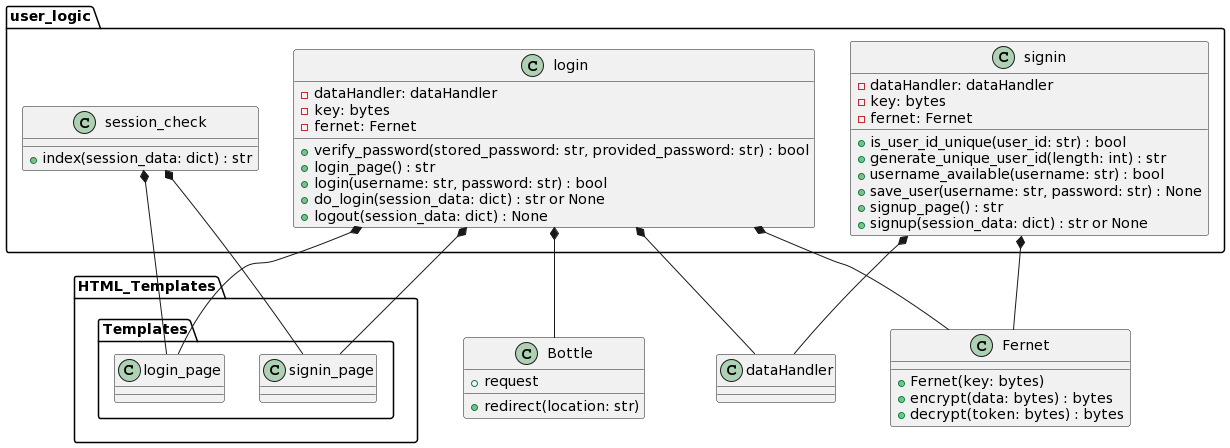 user_logic
C session_check
index(session_data: dict) : str
C login
dataHandler: dataHandler
key: bytes
fernet: Fernet
verify_password(stored_password: str, provided_password: str) : bool
login_page() : str
login(username: str, password: str) : bool
do_login(session_data: dict) : str or None
logout(session_data: dict) : None
C signin
dataHandler: dataHandler
key: bytes
fernet: Fernet
is_user_id_unique(user_id: str) : bool
generate_unique_user_id(length: int) : str
username_available(username: str) : bool
save_user(username: str, password: str) : None
signup_page() : str
signup(session_data: dict) : str or None
HTML_Templates
Templates
C login_page
C signin_page
C Bottle
request
redirect(location: str)
C dataHandler
C Fernet
Fernet(key: bytes)
encrypt(data: bytes) : bytes
decrypt(token: bytes) : bytes